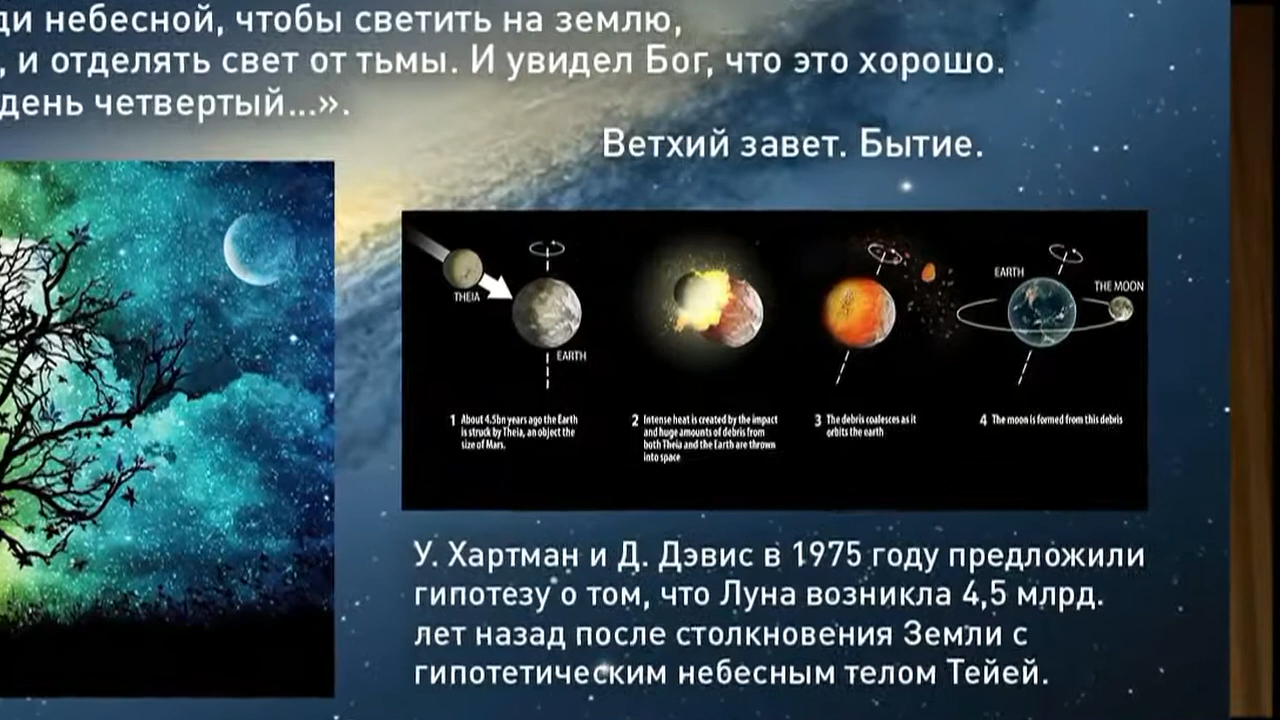 ди небесной, чтобы светить на землю,
, и отделять свет от тьмы. И увидел Бог, что это хорошо.
день четвертый...».
Ветхий завет. Бытие.
THEIA
EARTH
EARTH
THE MOON
1 About 4.5bn years ago the Earth
is struck by Theia, an object the
size of Mars.
2 Intense heat is created by the impact
and huge amounts of debris from
both Theia and the Earth are thrown
into space
3 The debris coalesces as it
orbits the earth
4 The moon is formed from this debris
У. Хартман и Д. Дэвис в 1975 году предложили
гипотезу о том, что Луна возникла 4,5 млрд.
лет назад после столкновения Земли с
гипотетическим небесным телом Тейей.